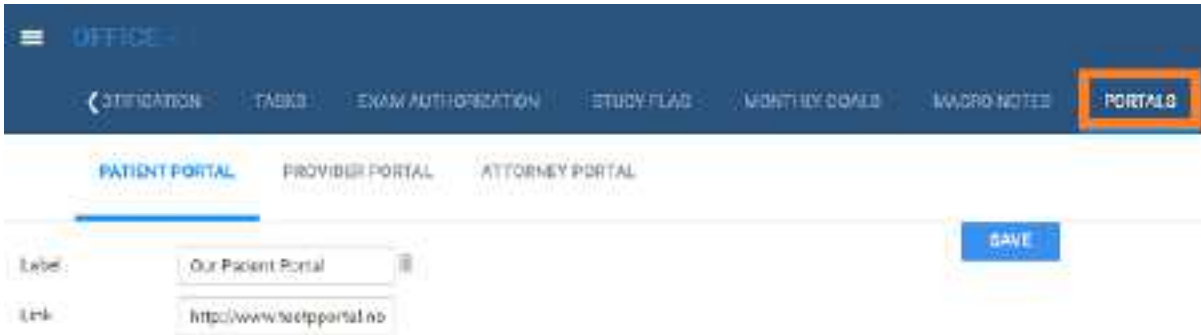 OFFICE -
NOTIFICATION TASKS EXAM AUTHORIZATION STUDY FLAG MONTHLY GOALS MACRO NOTES PORTALS
PATIENT PORTAL PROVIDER PORTAL ATTORNEY PORTAL
SAVE
Label Our Patient Portal
Link http://www.testpportal.no